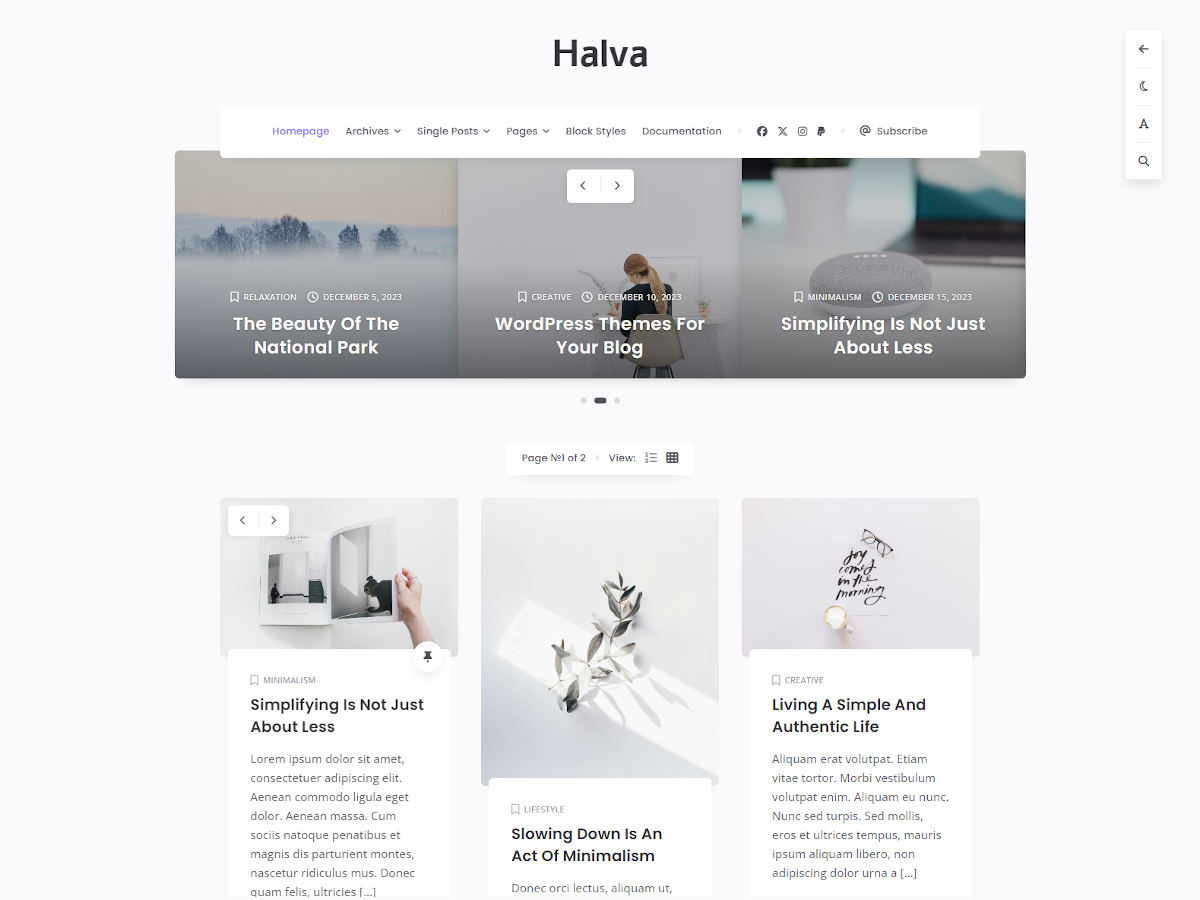 Halva
Homepage Archives Single Posts Pages Block Styles Documentation Subscribe
A
RELAXATION DECEMBER 5, 2023
The Beauty Of The
National Park
CREATIVE DECEMBER 10, 2023
WordPress Themes For
Your Blog
MINIMALISM DECEMBER 15, 2023
Simplifying Is Not Just
About Less
Page №1 of 2 View:
MINIMALISM
Simplifying Is Not Just
About Less
Lorem ipsum dolor sit amet,
consectetuer adipiscing elit.
Aenean commodo ligula eget
dolor. Aenean massa. Cum
sociis natoque penatibus et
magnis dis parturient montes,
nascetur ridiculus mus. Donec
quam felis, ultricies [...]
LIFESTYLE
Slowing Down Is An
Act Of Minimalism
Donec orci lectus, aliquam ut,
joy
comes
in the
morning
CREATIVE
Living A Simple And
Authentic Life
Aliquam erat volutpat. Etiam
vitae tortor. Morbi vestibulum
volutpat enim. Aliquam eu nunc.
Nunc sed turpis. Sed mollis,
eros et ultrices tempus, mauris
ipsum aliquam libero, non
adipiscing dolor urna a [...]